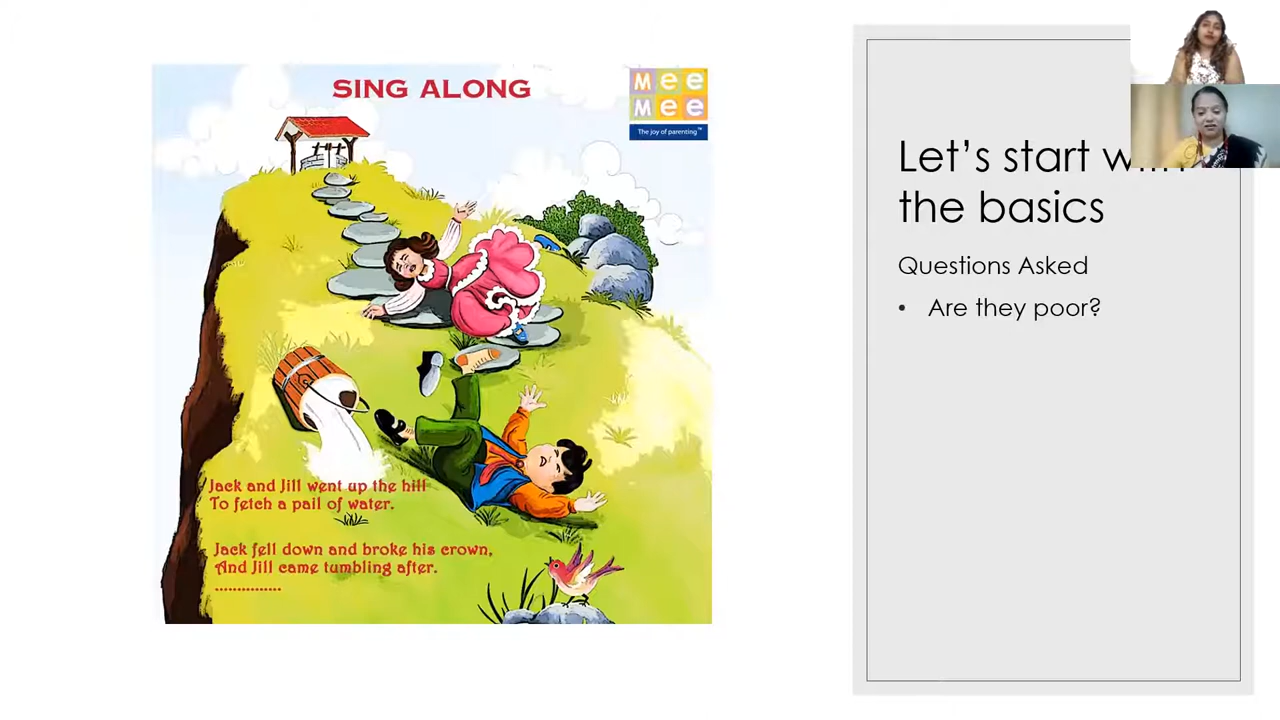 SING ALONG
Mee
Mee
The joy of parenting™
Jack and Jill went up the hill
To fetch a pail of water.
Jack fell down and broke his crown,
And Jill came tumbling after.
...............
Let's start
the basics
Questions Asked
• Are they poor?